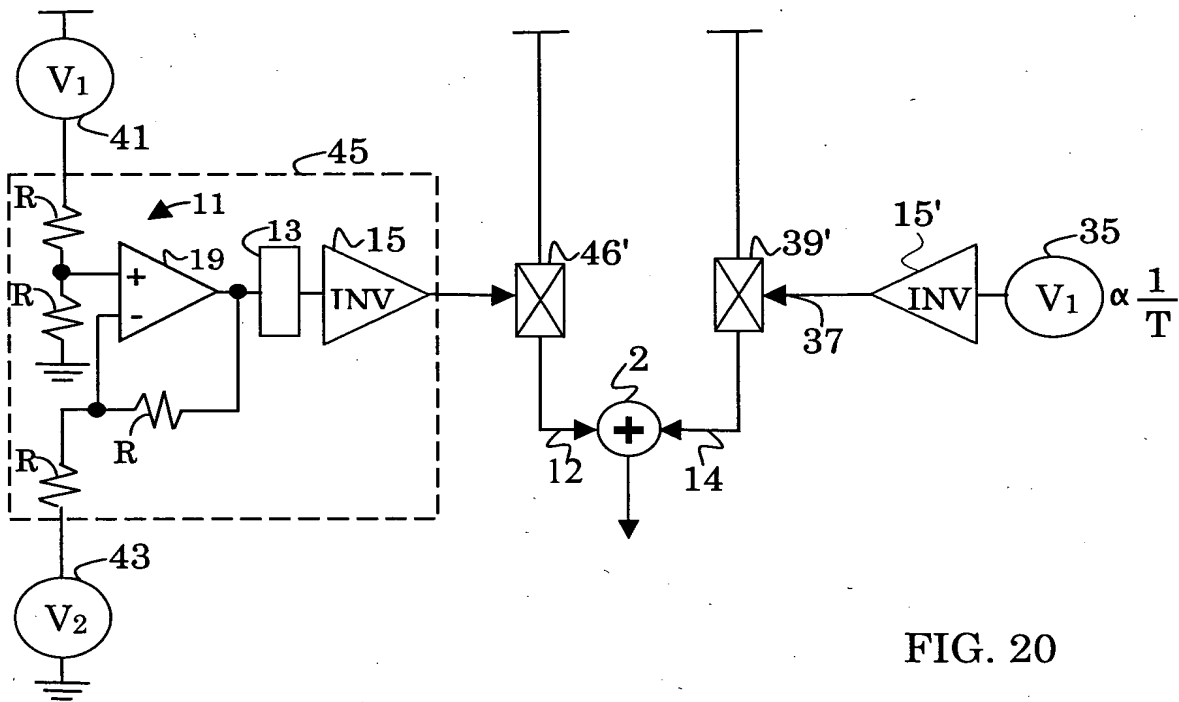 V1
41
45
R
11
13
15
15'
35
19
46'
39'
+
INV
INV
V1
∝ 1/T
R
-
37
2
R
+
R
12
14
43
V2
FIG. 20